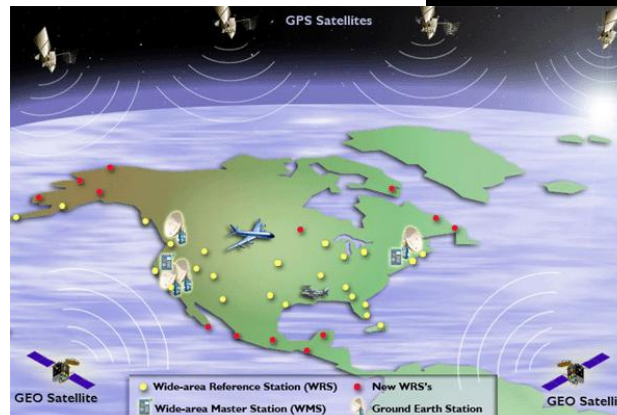 GPS Satellites
GEO Satellite
GEO Satelli
Wide-area Reference Station (WRS)
New WRS's
Wide-area Master Station (WMS)
Ground Earth Station